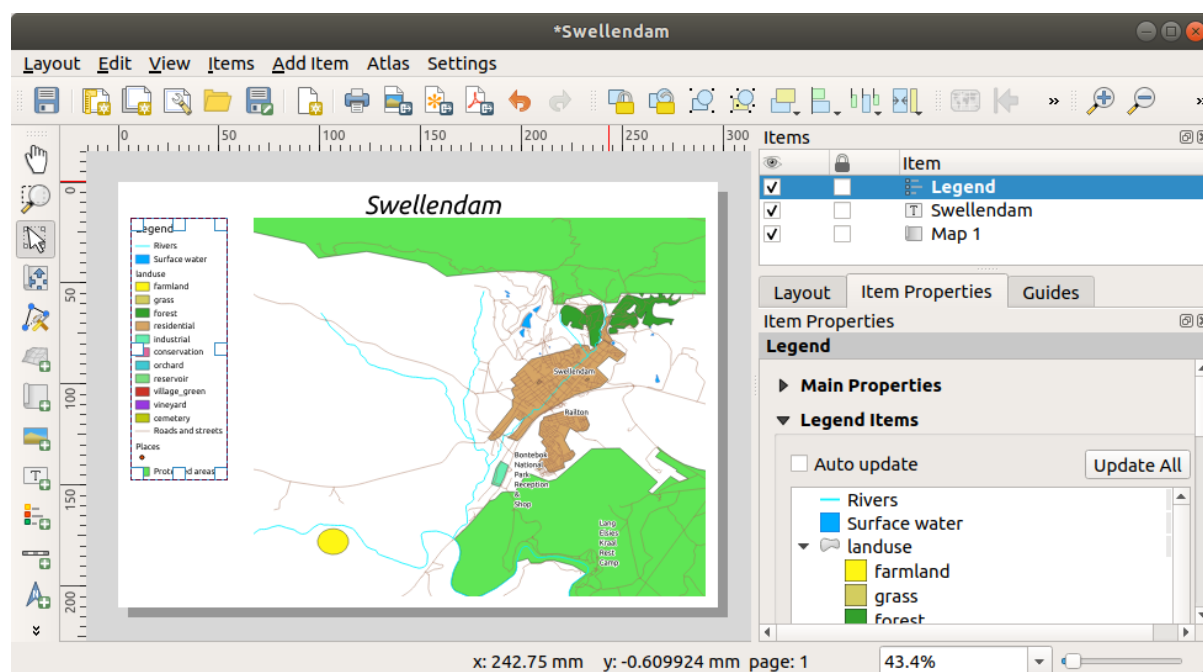 *Swellendam
Layout Edit View Items Add Item Atlas Settings
»
»
0 50 100 150 200 250 300
0
50
100
150
200
Swellendam
Legend
Rivers
Surface water
landuse
farmland
grass
forest
residential
industrial
conservation
orchard
reservoir
village_green
vineyard
cemetery
Roads and streets
Places
Protected areas
Swellendam
Railton
Bontebok
National
Park
Reception
&
Shop
Lang
Elsies
Kraal
Rest
Camp
Items
Item
Legend
Swellendam
Map 1
Layout Item Properties Guides
Item Properties
Legend
Main Properties
Legend Items
Auto update Update All
Rivers
Surface water
landuse
farmland
grass
forest
x: 242.75 mm y: -0.609924 mm page: 1 43.4%